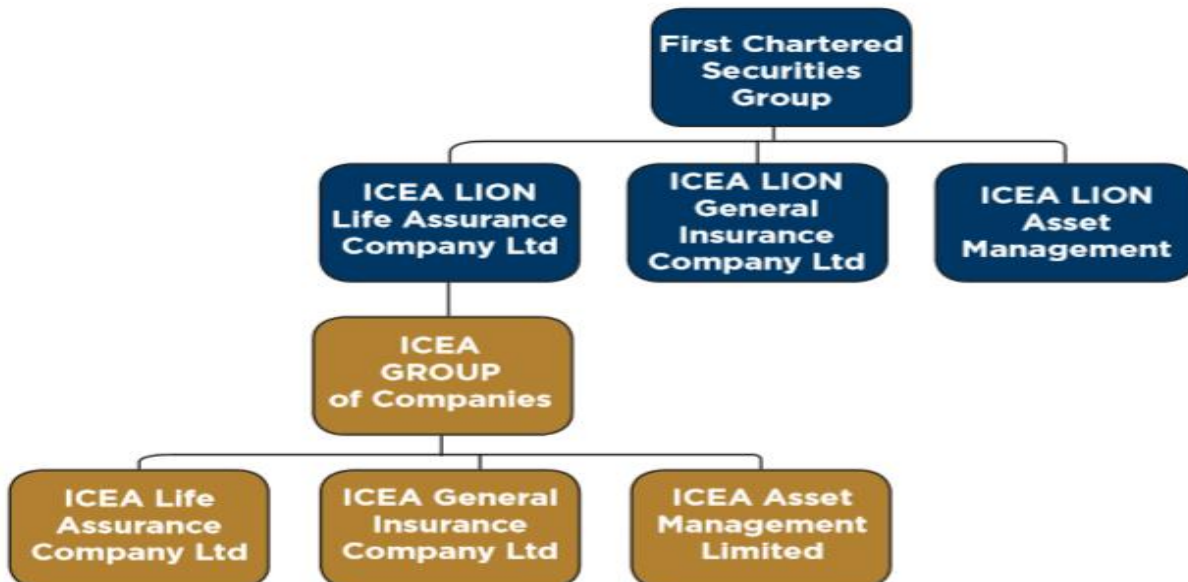 First Chartered
Securities
Group
ICEA LION
Life Assurance
Company Ltd
ICEA LION
General
Insurance
Company Ltd
ICEA LION
Asset
Management
ICEA
GROUP
of Companies
ICEA Life
Assurance
Company Ltd
ICEA General
Insurance
Company Ltd
ICEA Asset
Management
Limited